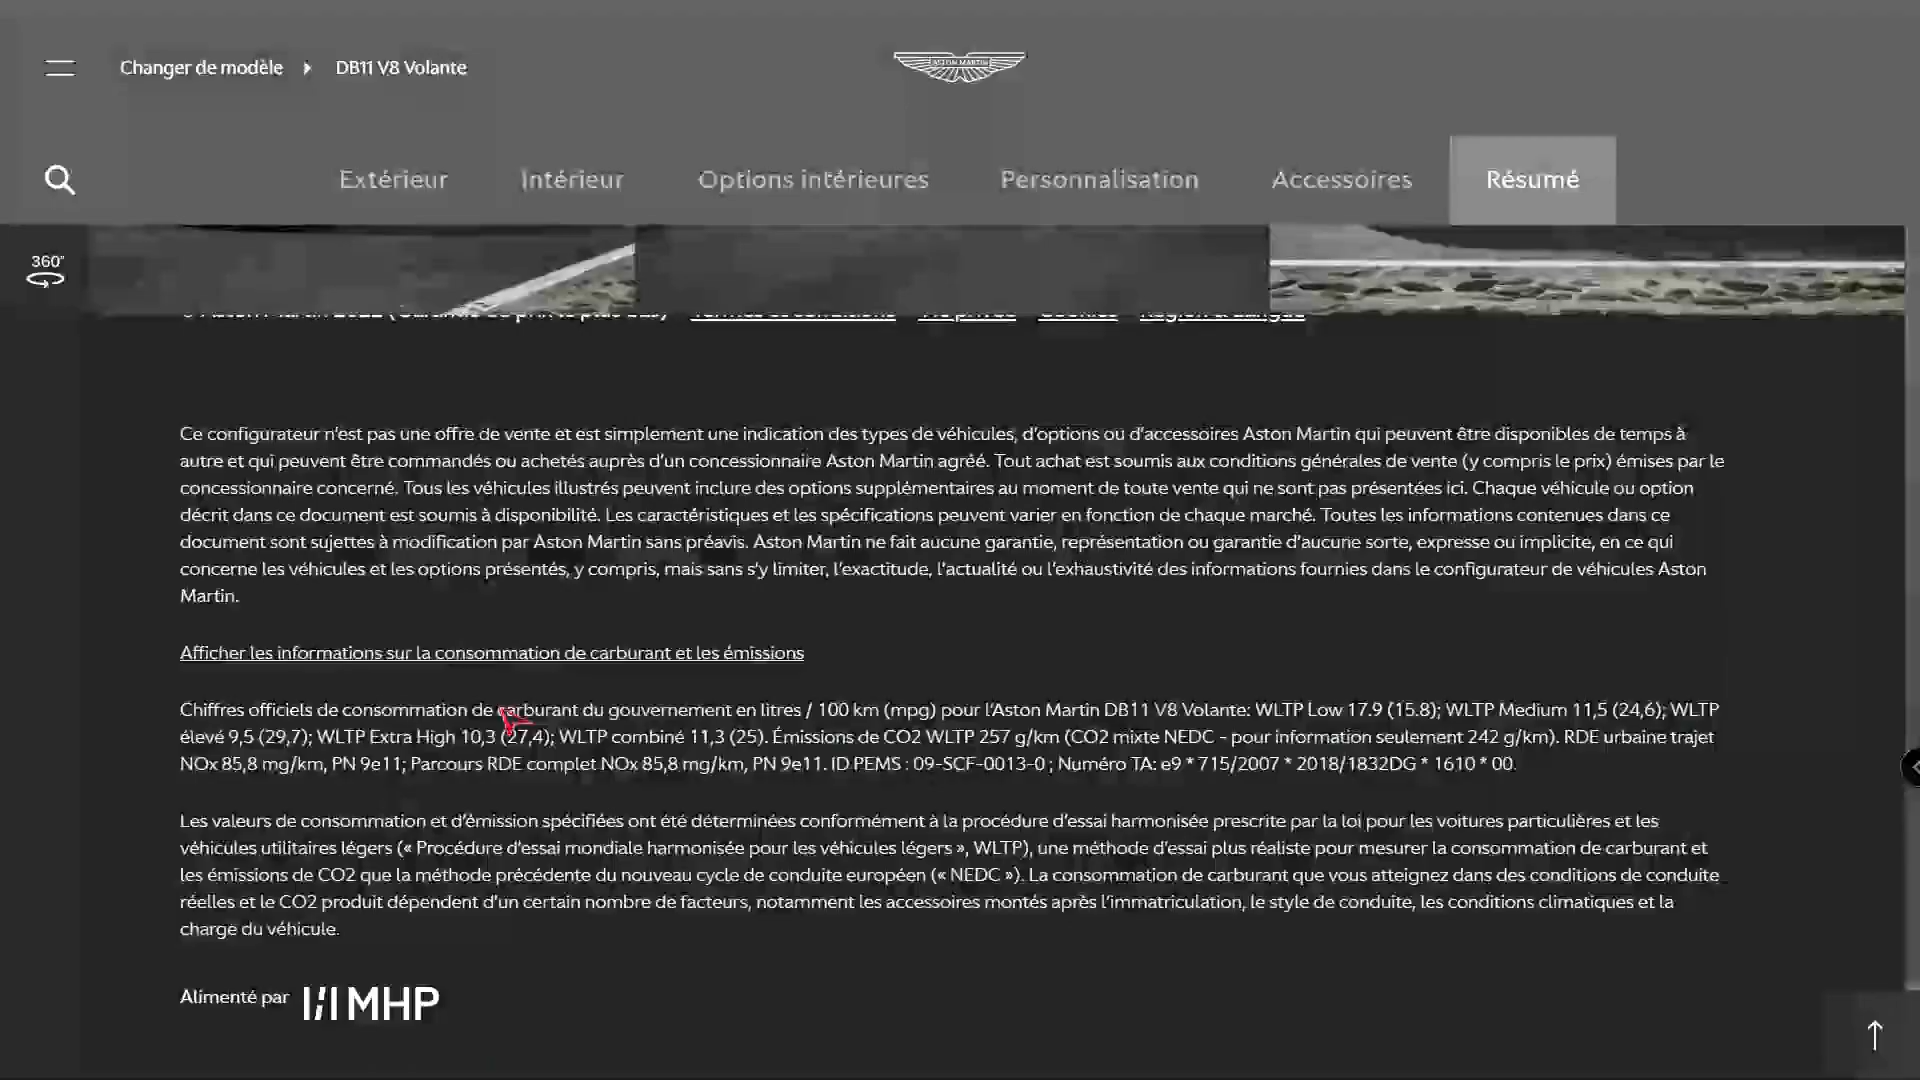 Changer de modèle DB11 V8 Volante
ASTON MARTIN
Extérieur Intérieur Options intérieures Personnalisation Accessoires Résumé
360°
Ce configurateur n'est pas une offre de vente et est simplement une indication des types de véhicules, d'options ou d'accessoires Aston Martin qui peuvent être disponibles de temps à
autre et qui peuvent être commandés ou achetés auprès d'un concessionnaire Aston Martin agréé. Tout achat est soumis aux conditions générales de vente (y compris le prix) émises par le
concessionnaire concerné. Tous les véhicules illustrés peuvent inclure des options supplémentaires au moment de toute vente qui ne sont pas présentées ici. Chaque véhicule ou option
décrit dans ce document est soumis à disponibilité. Les caractéristiques et les spécifications peuvent varier en fonction de chaque marché. Toutes les informations contenues dans ce
document sont sujettes à modification par Aston Martin sans préavis. Aston Martin ne fait aucune garantie, représentation ou garantie d'aucune sorte, expresse ou implicite, en ce qui
concerne les véhicules et les options présentés, y compris, mais sans s'y limiter, l'exactitude, l'actualité ou l'exhaustivité des informations fournies dans le configurateur de véhicules Aston
Martin.
Afficher les informations sur la consommation de carburant et les émissions
Chiffres officiels de consommation de carburant du gouvernement en litres / 100 km (mpg) pour l'Aston Martin DB11 V8 Volante: WLTP Low 17.9 (15.8); WLTP Medium 11,5 (24,6); WLTP
élevé 9,5 (29,7); WLTP Extra High 10,3 (27,4); WLTP combiné 11,3 (25). Émissions de CO2 WLTP 257 g/km (CO2 mixte NEDC - pour information seulement 242 g/km). RDE urbaine trajet
NOx 85,8 mg/km, PN 9e11; Parcours RDE complet NOx 85,8 mg/km, PN 9e11. ID PEMS : 09-SCF-0013-0 ; Numéro TA: e9 * 715/2007 * 2018/1832DG * 1610 * 00.
Les valeurs de consommation et d'émission spécifiées ont été déterminées conformément à la procédure d'essai harmonisée prescrite par la loi pour les voitures particulières et les
véhicules utilitaires légers (« Procédure d'essai mondiale harmonisée pour les véhicules légers », WLTP), une méthode d'essai plus réaliste pour mesurer la consommation de carburant et
les émissions de CO2 que la méthode précédente du nouveau cycle de conduite européen (« NEDC »). La consommation de carburant que vous atteignez dans des conditions de conduite
réelles et le CO2 produit dépendent d'un certain nombre de facteurs, notamment les accessoires montés après l'immatriculation, le style de conduite, les conditions climatiques et la
charge du véhicule.
Alimenté par MHP